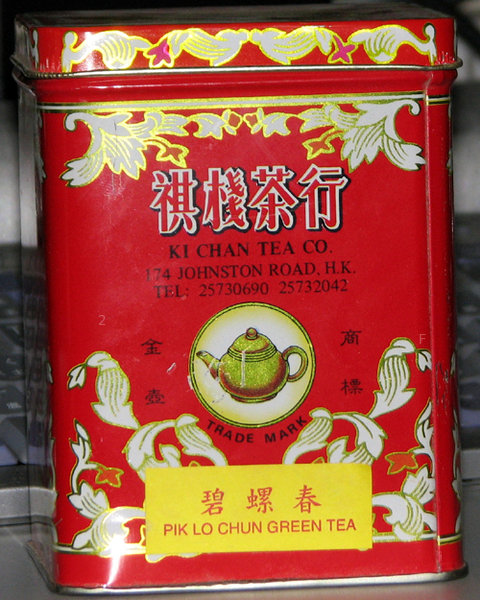 祺棧茶行
KI CHAN TEA CO.
174 JOHNSTON ROAD, H.K.
TEL: 25730690 25732042
金壺
商標
TRADE MARK
碧螺春
PIK LO CHUN GREEN TEA